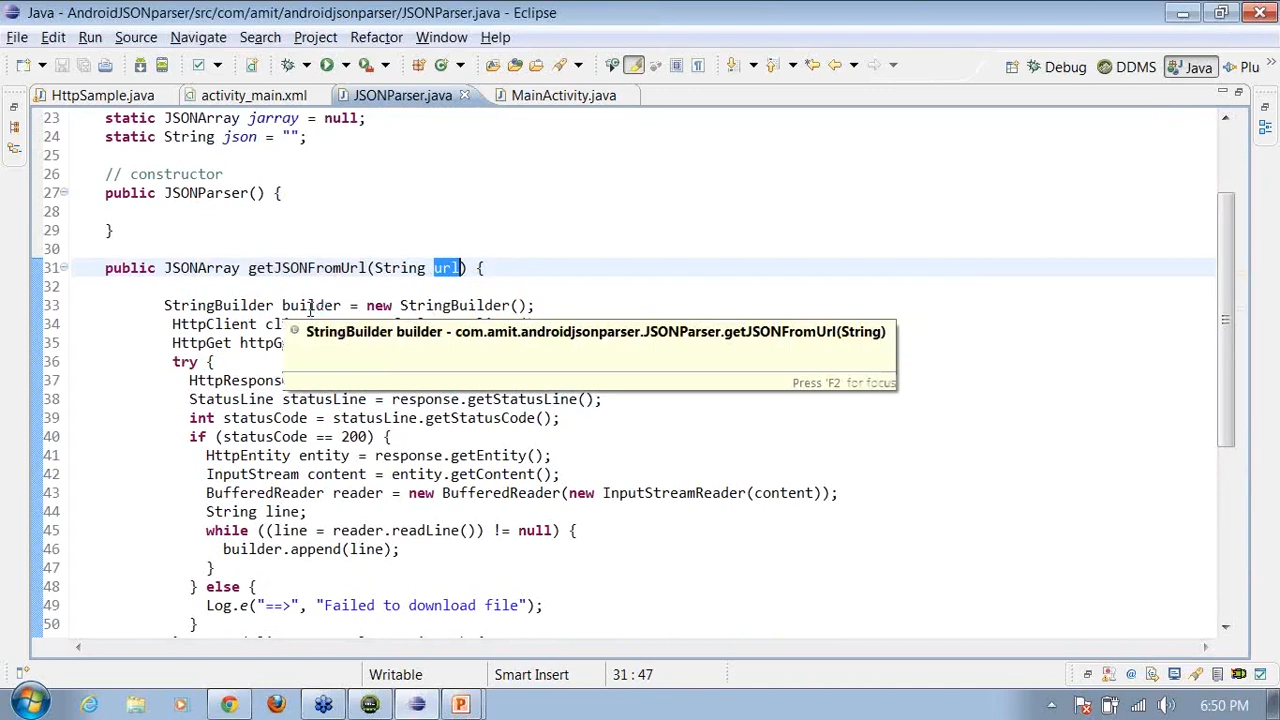 Java - AndroidJSONparser/src/com/amit/androidjsonparser/JSONParser.java - Eclipse
File Edit Run Source Navigate Search Project Refactor Window Help
Debug DDMS Java Plu
HttpSample.java activity_main.xml JSONParser.java MainActivity.java
23 static JSONArray jarray = null;
24 static String json = "";
25
26 // constructor
27 public JSONParser() {
28
29 }
30
31 public JSONArray getJSONFromUrl(String url) {
32
33 StringBuilder builder = new StringBuilder();
34 HttpClient
StringBuilder builder - com.amit.androidjsonparser.JSONParser.getJSONFromUrl(String)
35 HttpGet
36 try {
37 HttpRespons
Press 'F2' for focus
38 StatusLine statusLine = response.getStatusLine();
39 int statusCode = statusLine.getStatusCode();
40 if (statusCode == 200) {
41 HttpEntity entity = response.getEntity();
42 InputStream content = entity.getContent();
43 BufferedReader reader = new BufferedReader(new InputStreamReader(content));
44 String line;
45 while ((line = reader.readLine()) != null) {
46 builder.append(line);
47 }
48 } else {
49 Log.e("==>", "Failed to download file");
50 }
Writable Smart Insert 31 : 47
6:50 PM